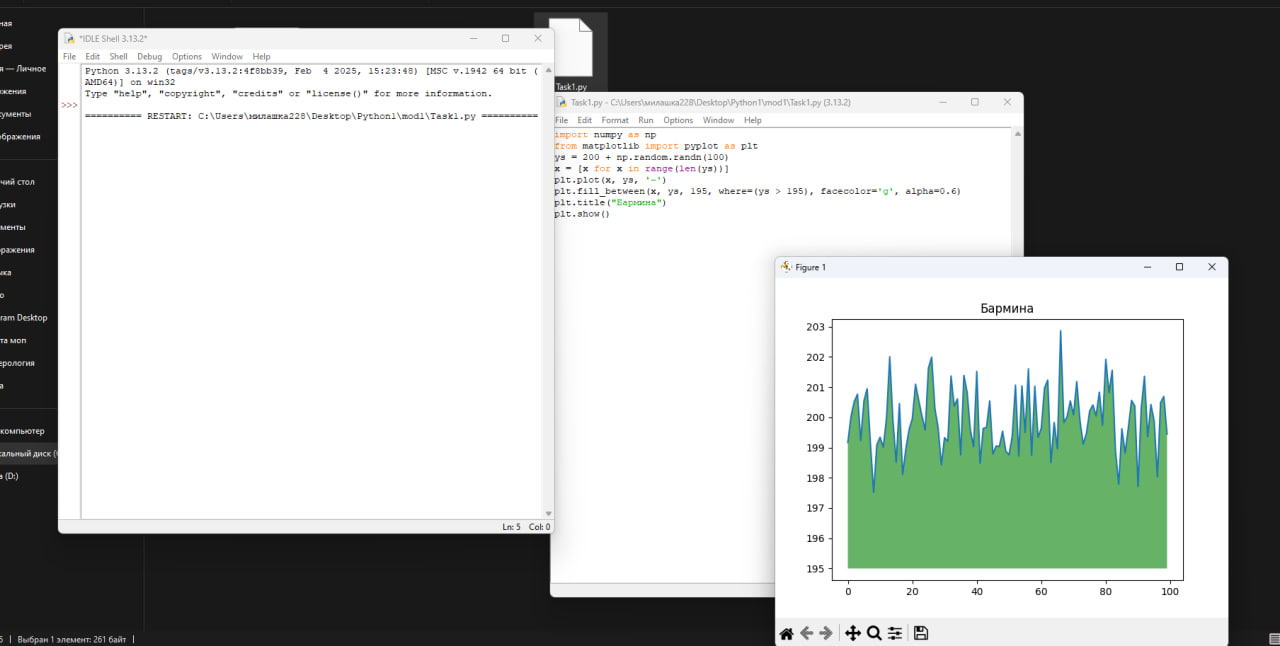 *IDLE Shell 3.13.2*
File Edit Shell Debug Options Window Help
Python 3.13.2 (tags/v3.13.2:4f8bb39, Feb  4 2025, 15:23:48) [MSC v.1942 64 bit (
AMD64)] on win32
Type "help", "copyright", "credits" or "license()" for more information.
>>>
========== RESTART: C:\Users\милашка228\Desktop\Python1\mod1\Task1.py ==========
Ln: 5 Col: 0
Task1.py
Task1.py - C:\Users\милашка228\Desktop\Python1\mod1\Task1.py (3.13.2)
File Edit Format Run Options Window Help
import numpy as np
from matplotlib import pyplot as plt
ys = 200 + np.random.randn(100)
x = [x for x in range(len(ys))]
plt.plot(x, ys, '-')
plt.fill_between(x, ys, 195, where=(ys > 195), facecolor='g', alpha=0.6)
plt.title("Бармина")
plt.show()
Figure 1
Бармина
203
202
201
200
199
198
197
196
195
0 20 40 60 80 100
ная
рея
я — Личное
жения
кументы
ображения
чий стол
узки
менты
ражения
ыка
о
ram Desktop
та моп
ерология
а
компьютер
кальный диск (
а (D:)
5 | Выбран 1 элемент: 261 байт |